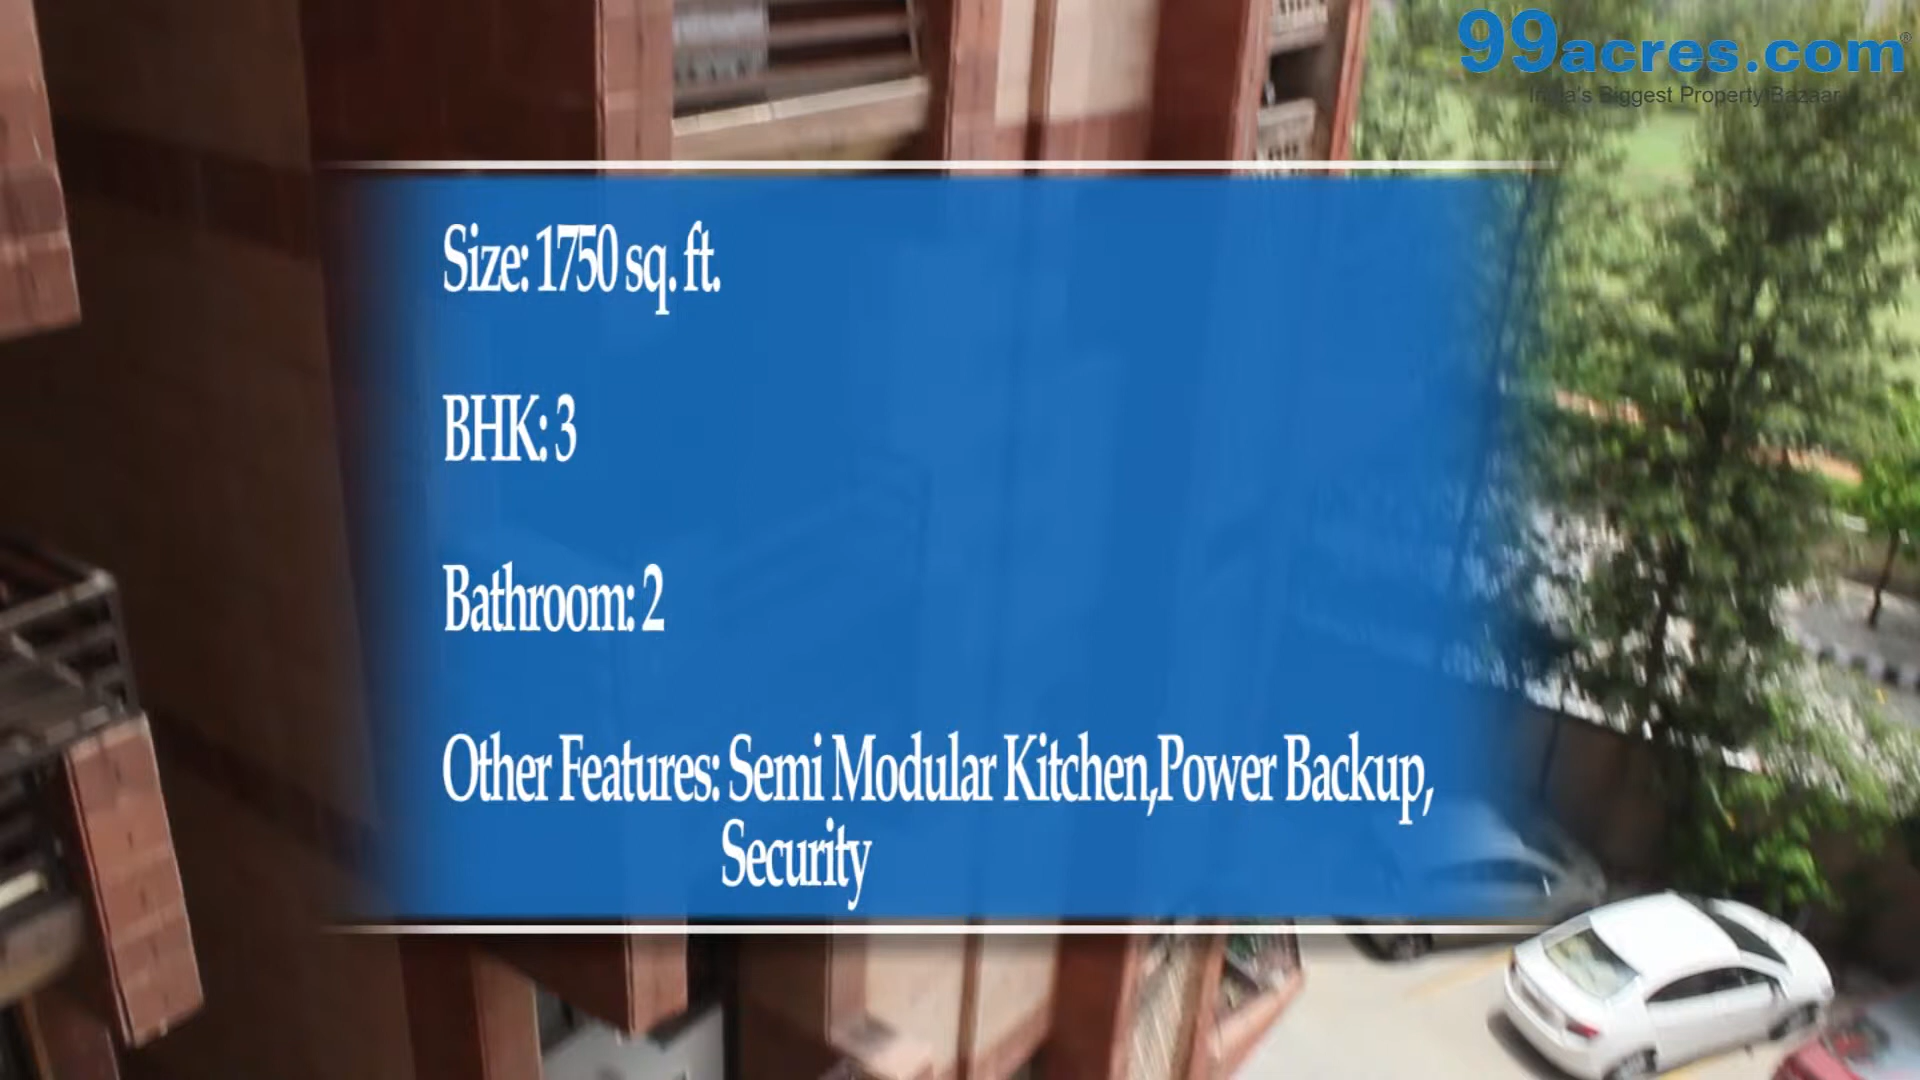 99acres.com®
India's Biggest Property Bazaar
Size: 1750 sq. ft.
BHK: 3
Bathroom: 2
Other Features: Semi Modular Kitchen,Power Backup,
Security